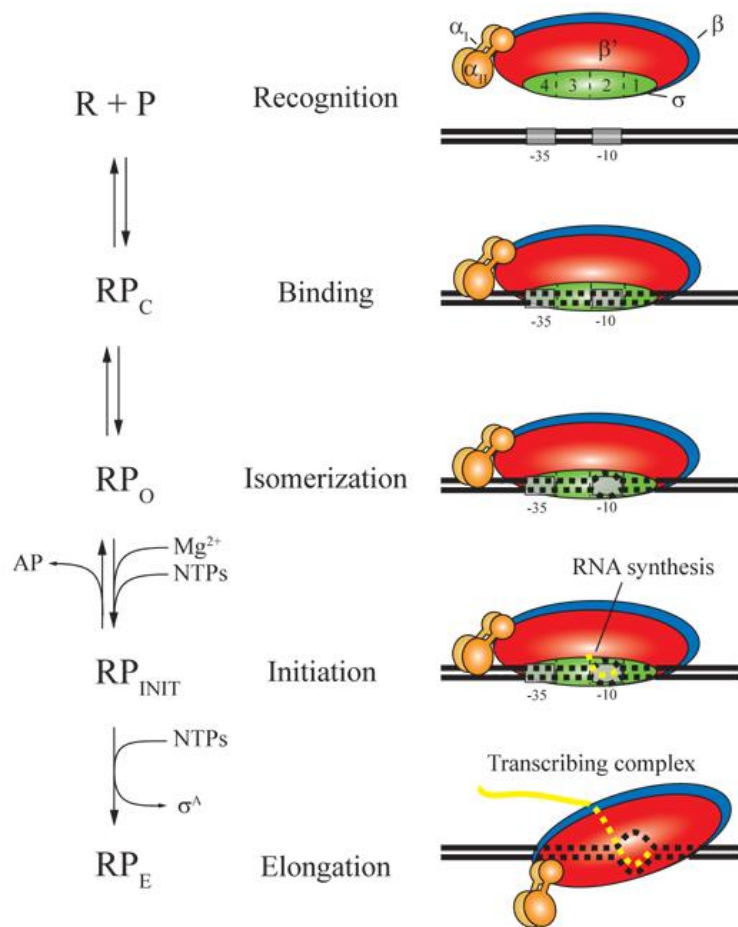 α_I
α_II
β'
β
4 3 2 1
σ
R + P
Recognition
-35 -10
RP_C
Binding
-35 -10
RP_O
Isomerization
-35 -10
AP
Mg²⁺
NTPs
RNA synthesis
RP_INIT
Initiation
-35 -10
NTPs
σ^A
Transcribing complex
RP_E
Elongation